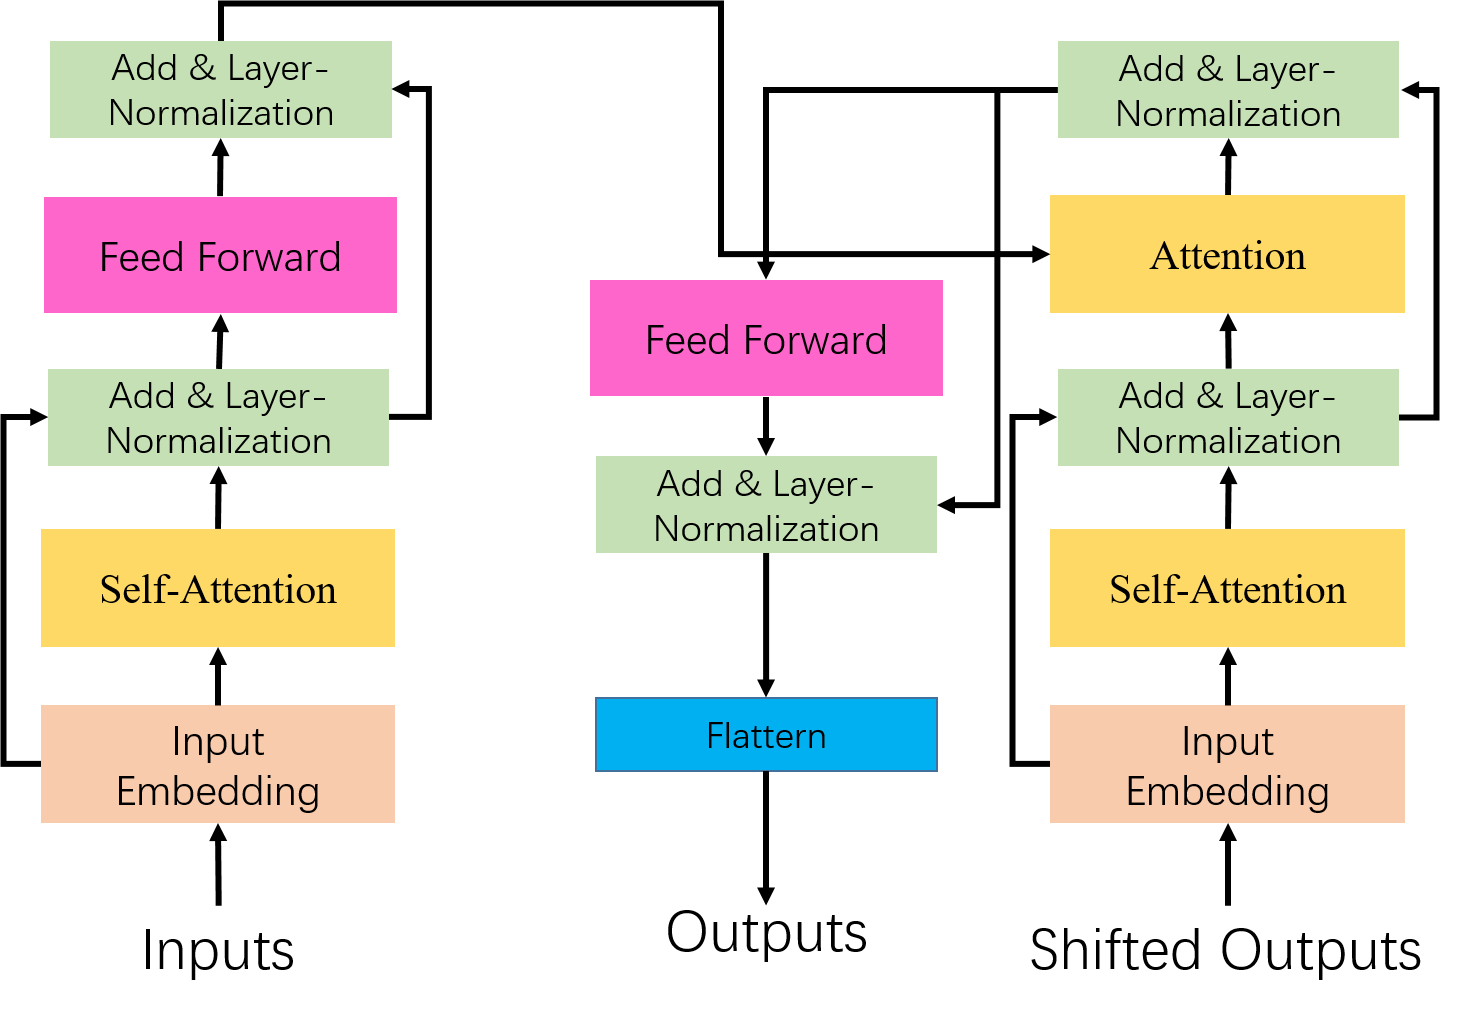 Add & Layer-
Normalization
Feed Forward
Add & Layer-
Normalization
Self-Attention
Input
Embedding
Inputs
Feed Forward
Add & Layer-
Normalization
Flattern
Outputs
Add & Layer-
Normalization
Attention
Add & Layer-
Normalization
Self-Attention
Input
Embedding
Shifted Outputs